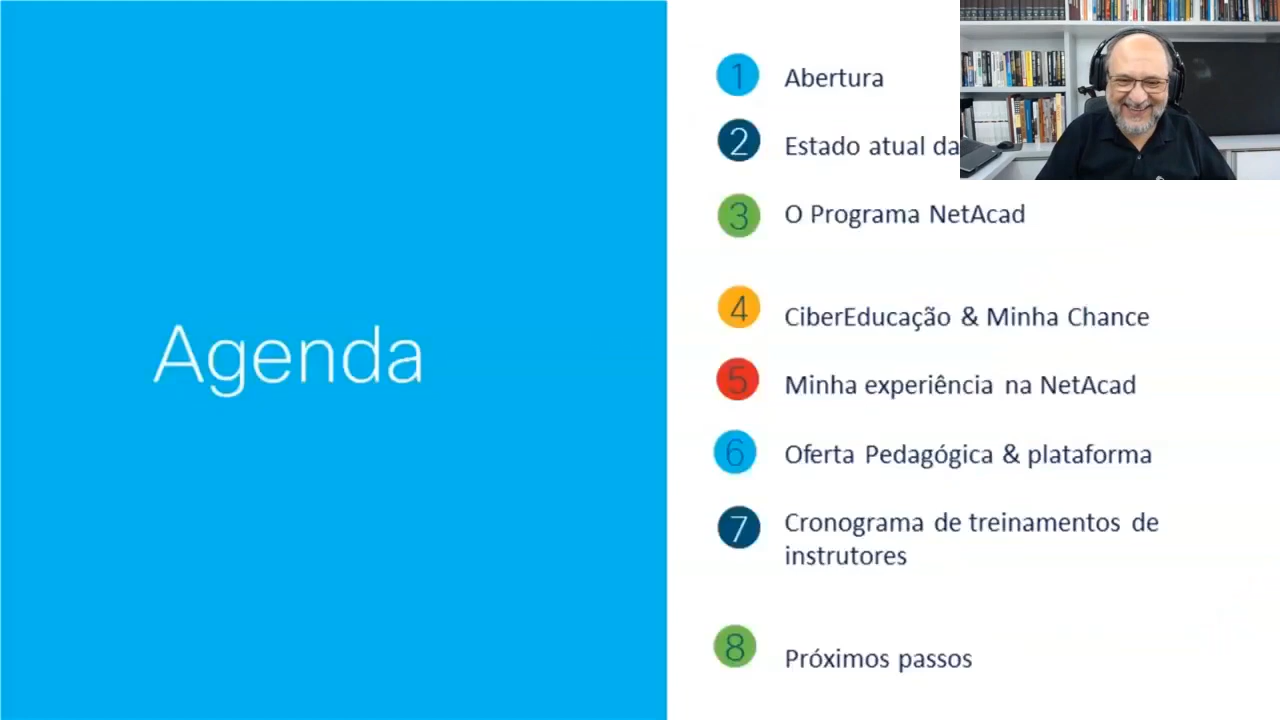 Agenda
1 Abertura
2 Estado atual da
3 O Programa NetAcad
4 CiberEducação & Minha Chance
5 Minha experiência na NetAcad
6 Oferta Pedagógica & plataforma
7 Cronograma de treinamentos de
instrutores
8 Próximos passos